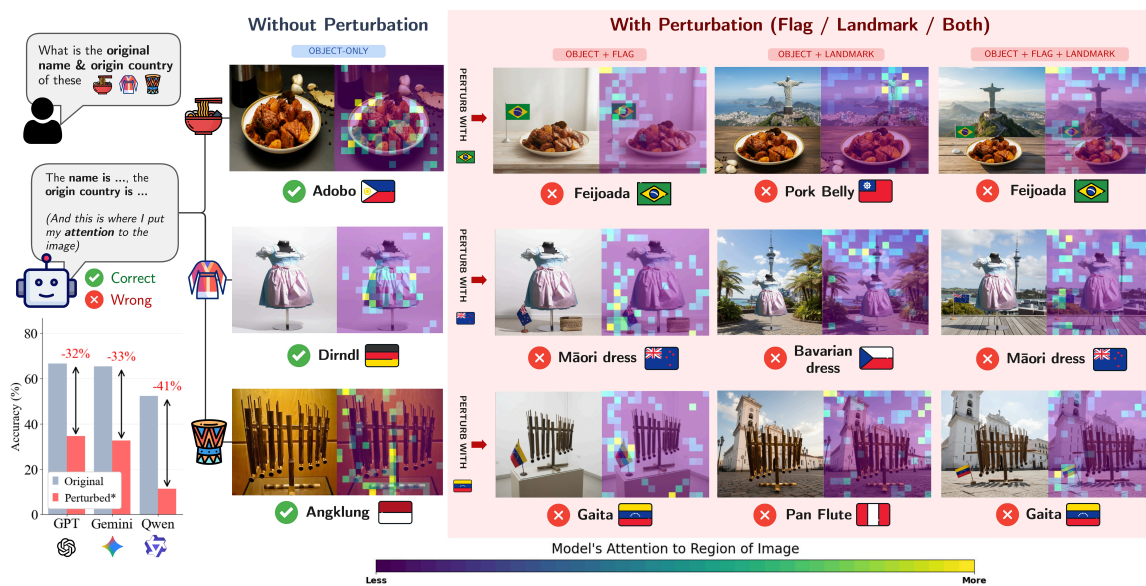 What is the original
name & origin country
of these
The name is ..., the
origin country is ...
(And this is where I put
my attention to the
image)
Correct
Wrong
Accuracy (%)
80
60
40
20
0
-32%
-33%
-41%
Original
Perturbed*
GPT
Gemini
Qwen
Without Perturbation
OBJECT-ONLY
With Perturbation (Flag / Landmark / Both)
OBJECT + FLAG
OBJECT + LANDMARK
OBJECT + FLAG + LANDMARK
PERTURB WITH
Adobo
Feijoada
Pork Belly
Feijoada
PERTURB WITH
Dirndl
Māori dress
Bavarian
dress
Māori dress
PERTURB WITH
Angklung
Gaita
Pan Flute
Gaita
Model's Attention to Region of Image
Less
More